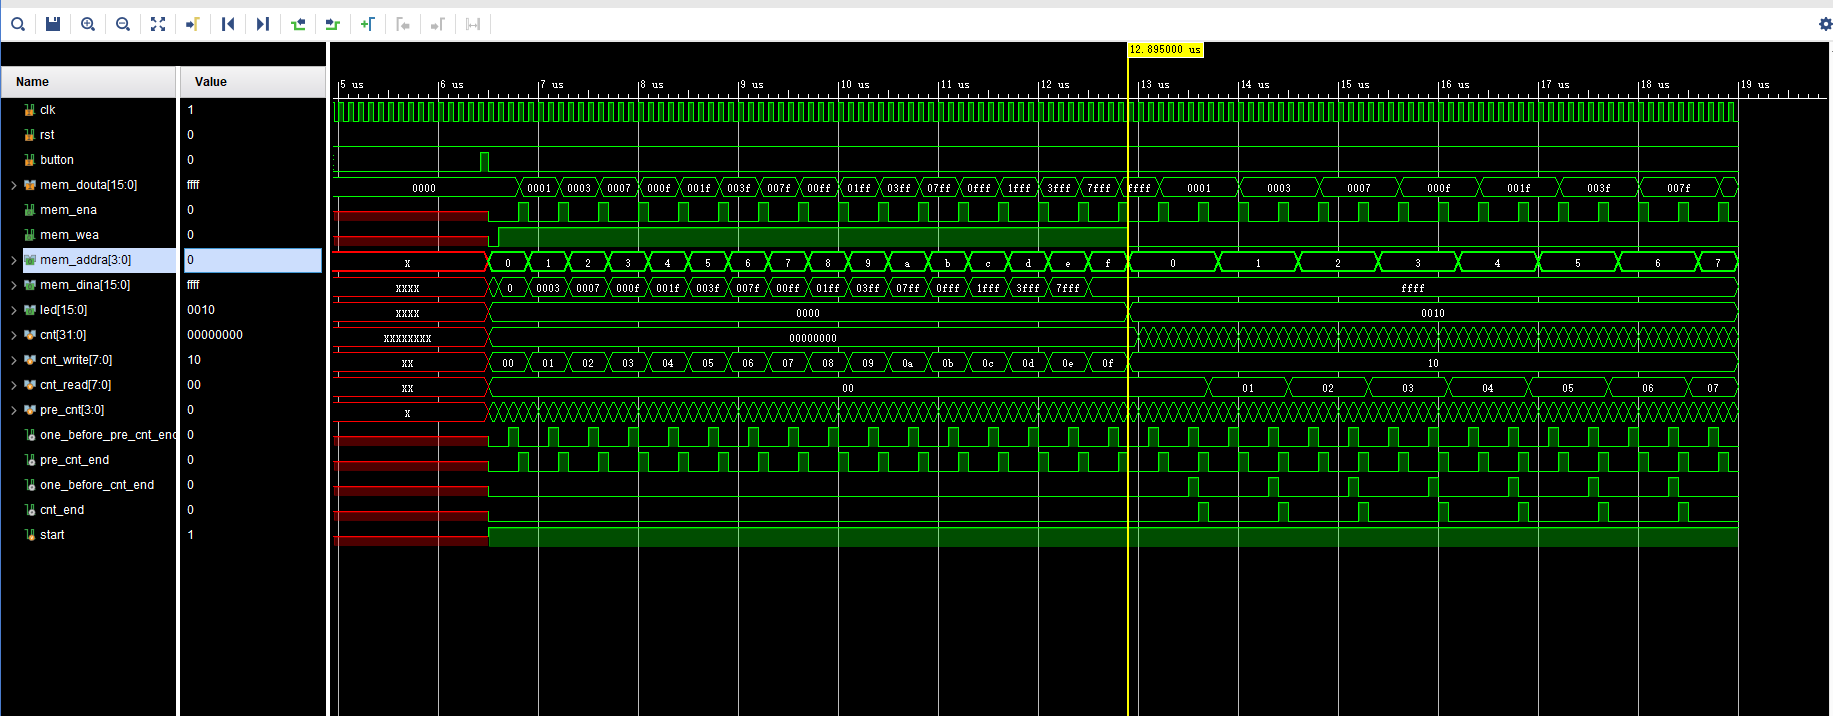 12.895000 us
Name Value
5 us 6 us 7 us 8 us 9 us 10 us 11 us 12 us 13 us 14 us 15 us 16 us 17 us 18 us 19 us
clk 1
rst 0
button 0
mem_douta[15:0] ffff 0000 0001 0003 0007 000f 001f 003f 007f 00ff 01ff 03ff 07ff 0fff 1fff 3fff 7fff ffff 0001 0003 0007 000f 001f 003f 007f
mem_ena 0
mem_wea 0
mem_addra[3:0] 0 X 0 1 2 3 4 5 6 7 8 9 a b c d e f 0 1 2 3 4 5 6 7
mem_dina[15:0] ffff XXXX 0 0003 0007 000f 001f 003f 007f 00ff 01ff 03ff 07ff 0fff 1fff 3fff 7fff ffff
led[15:0] 0010 XXXX 0000 0010
cnt[31:0] 00000000 XXXXXXXX 00000000
cnt_write[7:0] 10 XX 00 01 02 03 04 05 06 07 08 09 0a 0b 0c 0d 0e 0f 10
cnt_read[7:0] 00 XX 00 01 02 03 04 05 06 07
pre_cnt[3:0] 0 X
one_before_pre_cnt_end 0
pre_cnt_end 0
one_before_cnt_end 0
cnt_end 0
start 1